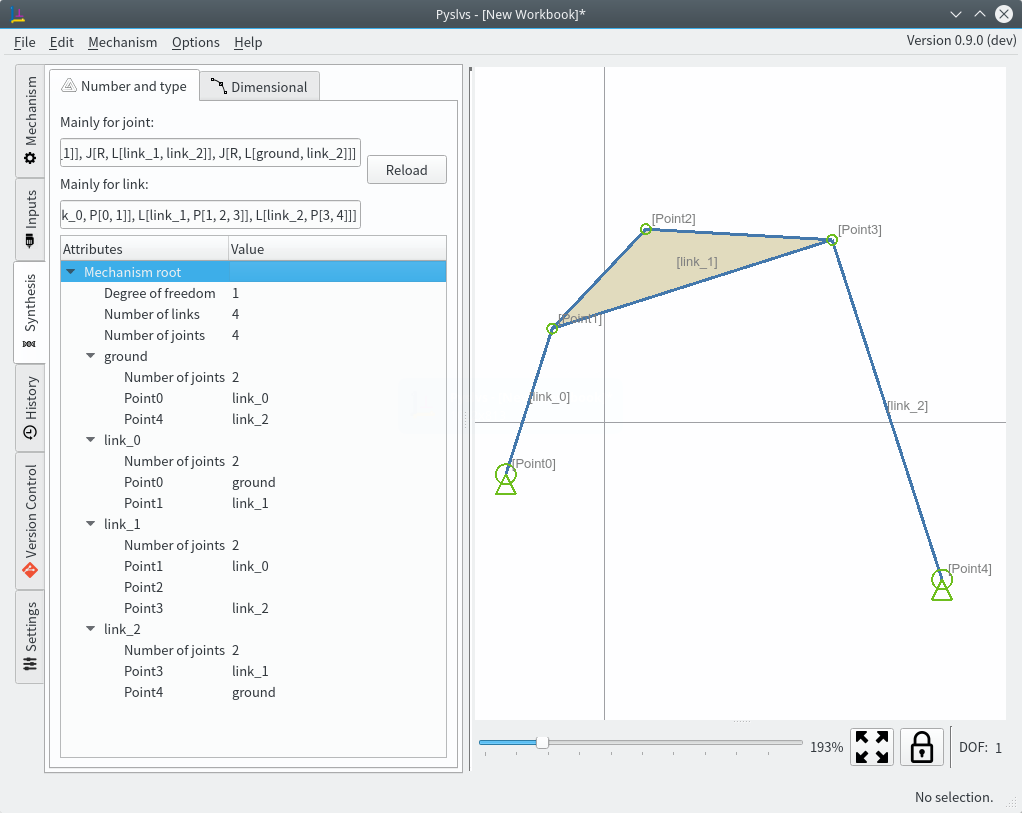 Pyslvs - [New Workbook]*
File Edit Mechanism Options Help
Version 0.9.0 (dev)
Mechanism
Inputs
Synthesis
History
Version Control
Settings
Number and type
Dimensional
Mainly for joint:
_1]], J[R, L[link_1, link_2]], J[R, L[ground, link_2]]]
Reload
Mainly for link:
k_0, P[0, 1]], L[link_1, P[1, 2, 3]], L[link_2, P[3, 4]]]
Attributes Value
Mechanism root
Degree of freedom 1
Number of links 4
Number of joints 4
ground
Number of joints 2
Point0 link_0
Point4 link_2
link_0
Number of joints 2
Point0 ground
Point1 link_1
link_1
Number of joints 2
Point1 link_0
Point2
Point3 link_2
link_2
Number of joints 2
Point3 link_1
Point4 ground
[Point2]
[Point3]
[link_1]
[Point1]
[link_0]
[link_2]
[Point0]
[Point4]
193%
DOF: 1
No selection.